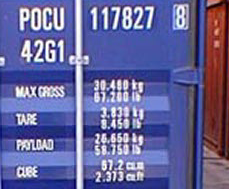 POCU 117827 8
42G1
MAX GROSS 30.480 kg
67.200 lb
TARE 3.830 kg
8.450 lb
PAYLOAD 26.650 kg
58.750 lb
CUBE 67.2 cu.m
2.373 cu.ft